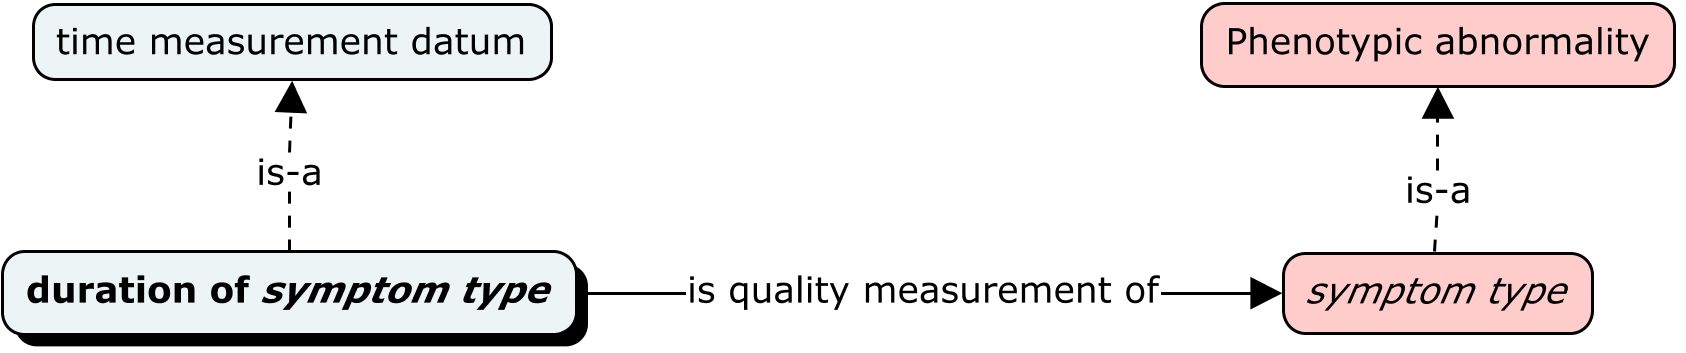 time measurement datum
Phenotypic abnormality
is-a
is-a
duration of symptom type
is quality measurement of
symptom type